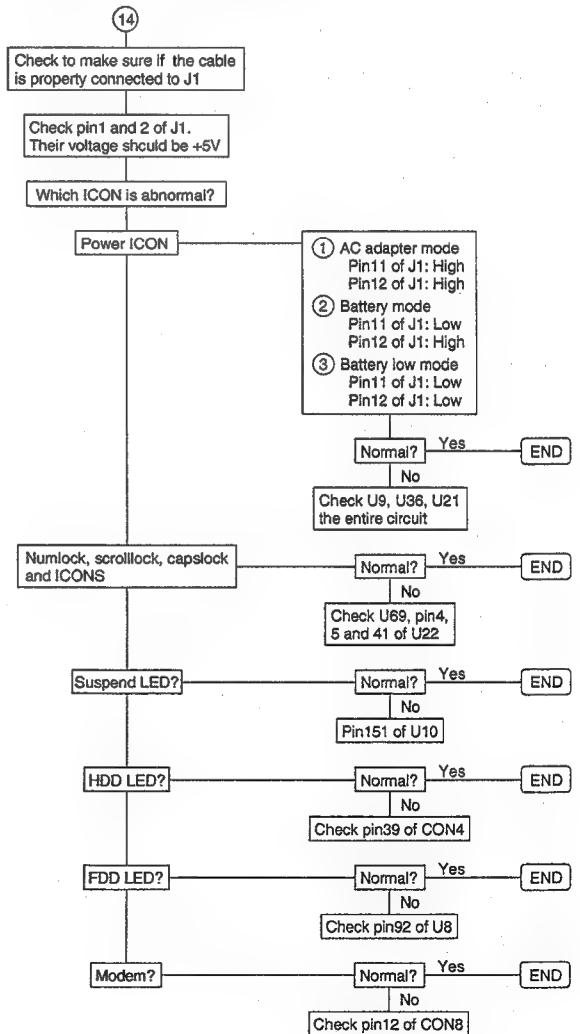 14
Check to make sure if the cable
is property connected to J1
Check pin1 and 2 of J1.
Their voltage should be +5V
Which ICON is abnormal?
Power ICON
1 AC adapter mode
Pin11 of J1: High
Pin12 of J1: High
2 Battery mode
Pin11 of J1: Low
Pin12 of J1: High
3 Battery low mode
Pin11 of J1: Low
Pin12 of J1: Low
Normal? Yes END
No
Check U9, U36, U21
the entire circuit
Numlock, scrolllock, capslock
and ICONS
Normal? Yes END
No
Check U69, pin4,
5 and 41 of U22
Suspend LED? Normal? Yes END
No
Pin151 of U10
HDD LED? Normal? Yes END
No
Check pin39 of CON4
FDD LED? Normal? Yes END
No
Check pin92 of U8
Modem? Normal? Yes END
No
Check pin12 of CON8